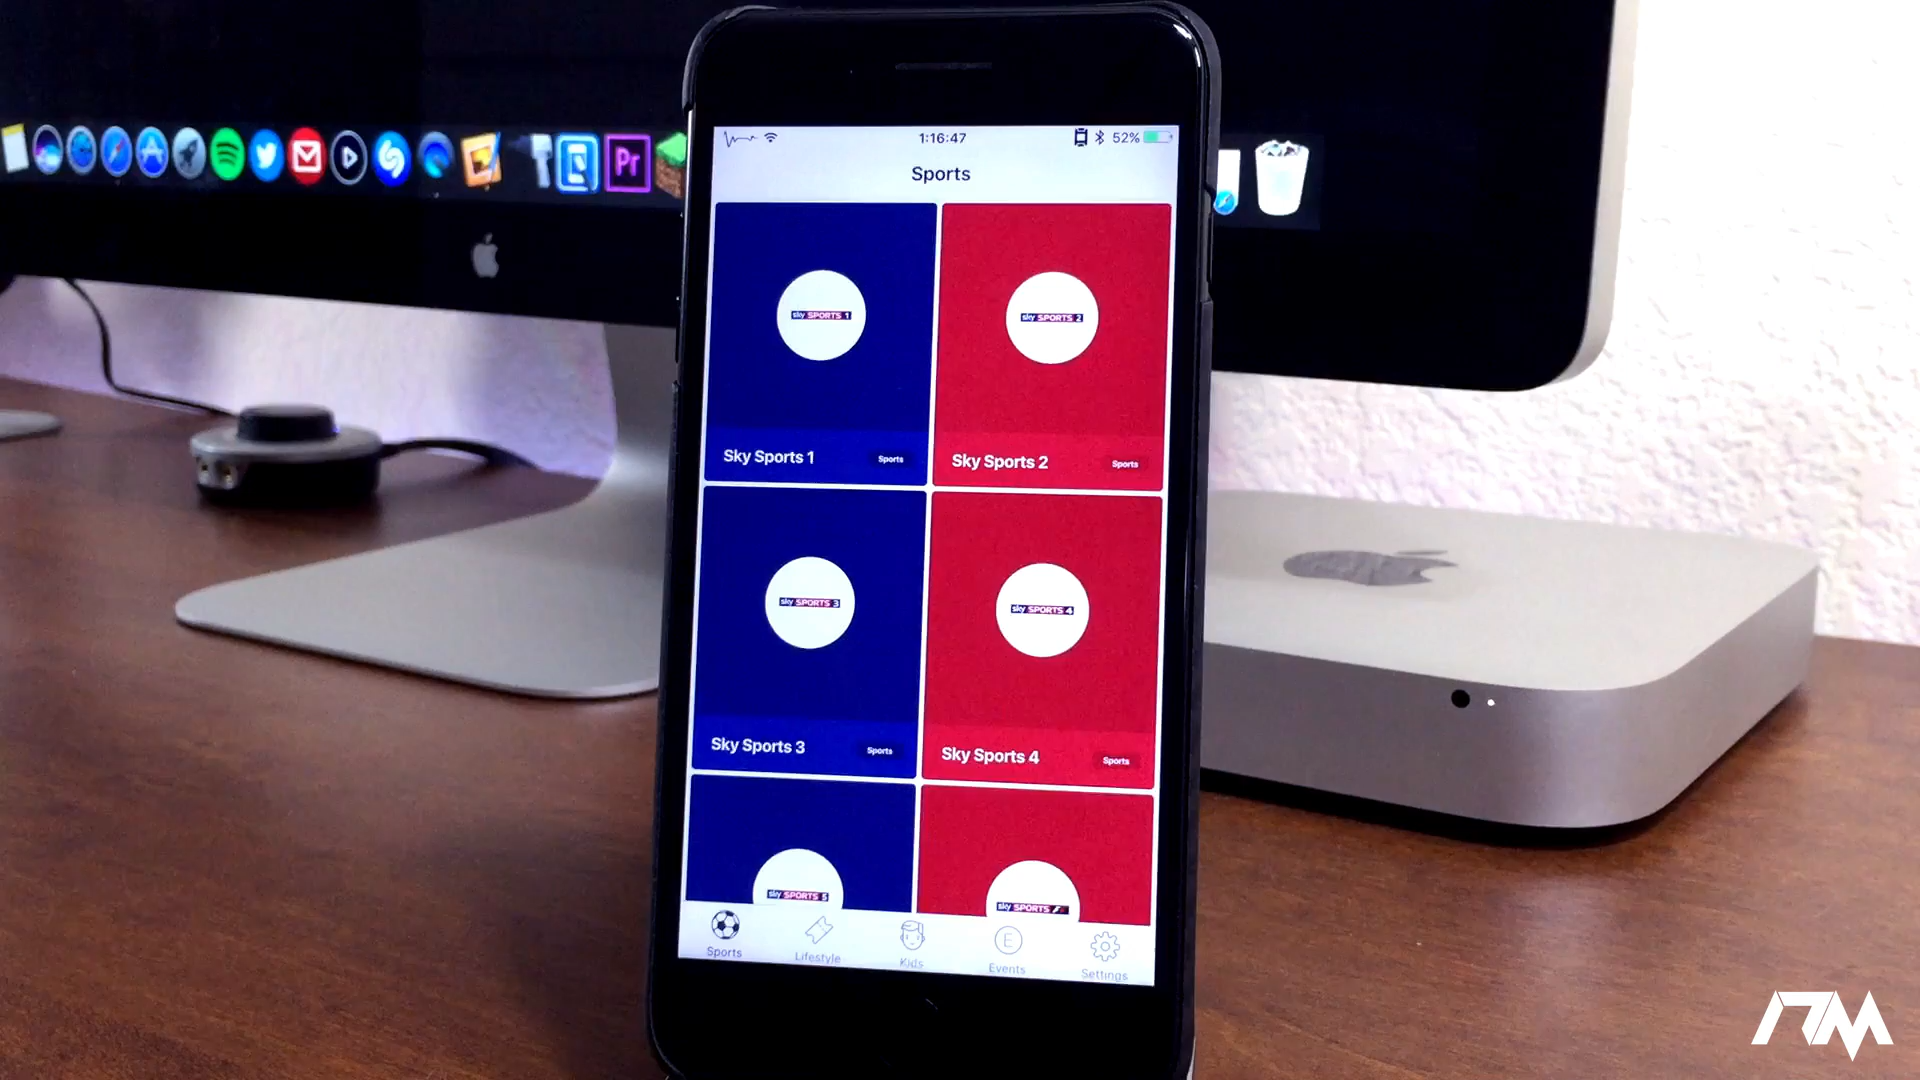 1:16:47
52%
Sports
sky SPORTS 1
sky SPORTS 2
Sky Sports 1
Sports
Sky Sports 2
Sports
sky SPORTS 3
sky SPORTS 4
Sky Sports 3
Sports
Sky Sports 4
Sports
sky SPORTS 5
sky SPORTS F1
Sports
Lifestyle
Kids
E
Events
Settings
Pr